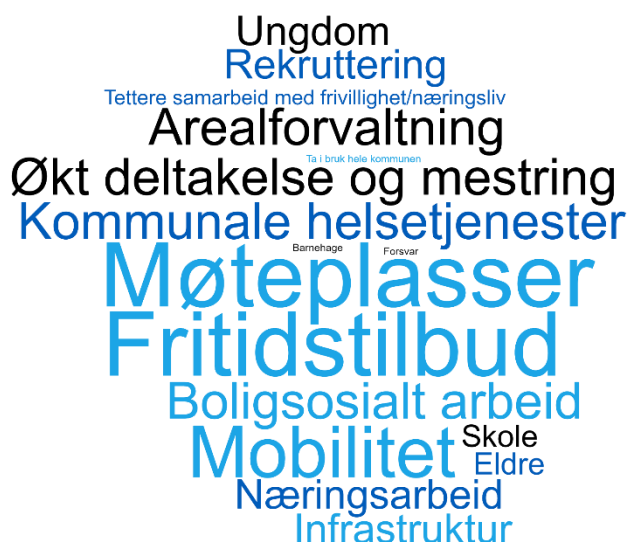 Ungdom
Rekruttering
Tettere samarbeid med frivillighet/næringsliv
Arealforvaltning
Ta i bruk hele kommunen
Økt deltakelse og mestring
Kommunale helsetjenester
Barnehage
Forsvar
Møteplasser
Fritidstilbud
Boligsosialt arbeid
Mobilitet
Skole
Eldre
Næringsarbeid
Infrastruktur